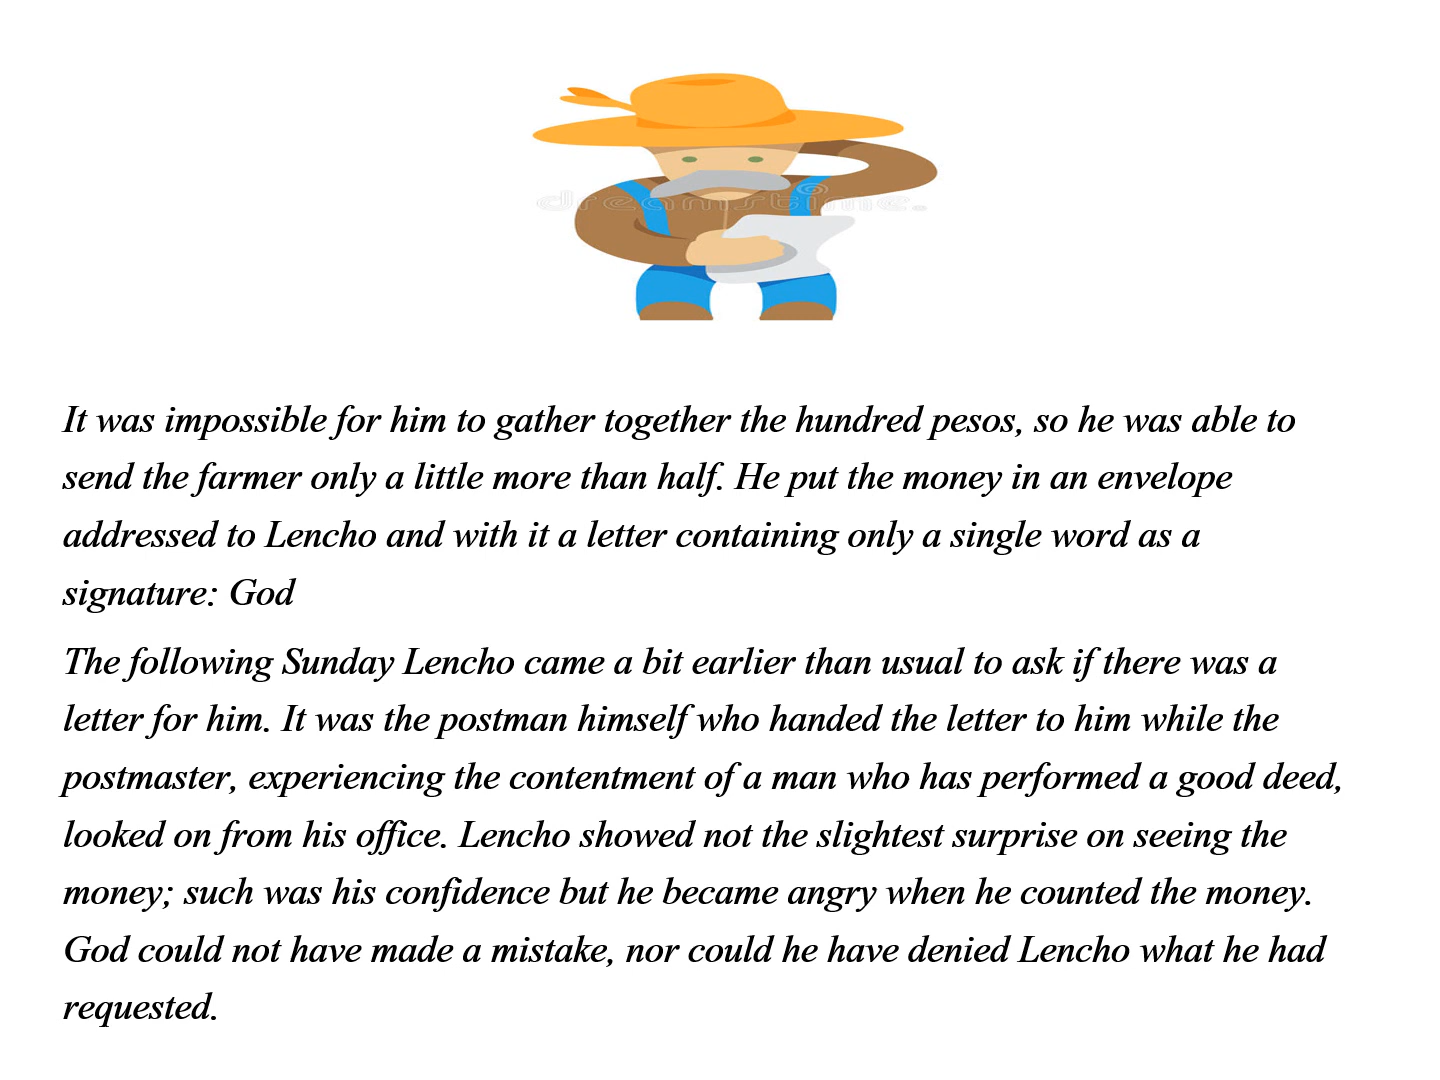 dreamstime.
It was impossible for him to gather together the hundred pesos, so he was able to
send the farmer only a little more than half. He put the money in an envelope
addressed to Lencho and with it a letter containing only a single word as a
signature: God
The following Sunday Lencho came a bit earlier than usual to ask if there was a
letter for him. It was the postman himself who handed the letter to him while the
postmaster, experiencing the contentment of a man who has performed a good deed,
looked on from his office. Lencho showed not the slightest surprise on seeing the
money; such was his confidence but he became angry when he counted the money.
God could not have made a mistake, nor could he have denied Lencho what he had
requested.